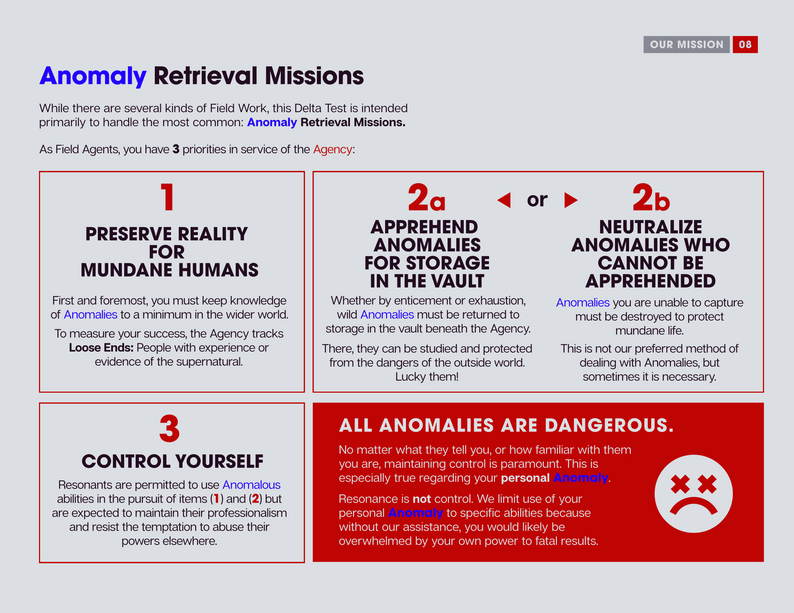 OUR MISSION 08
Anomaly Retrieval Missions
While there are several kinds of Field Work, this Delta Test is intended
primarily to handle the most common: Anomaly Retrieval Missions.
As Field Agents, you have 3 priorities in service of the Agency:
1
PRESERVE REALITY
FOR
MUNDANE HUMANS
First and foremost, you must keep knowledge
of Anomalies to a minimum in the wider world.
To measure your success, the Agency tracks
Loose Ends: People with experience or
evidence of the supernatural.
2a
APPREHEND
ANOMALIES
FOR STORAGE
IN THE VAULT
Whether by enticement or exhaustion,
wild Anomalies must be returned to
storage in the vault beneath the Agency.
There, they can be studied and protected
from the dangers of the outside world.
Lucky them!
or
2b
NEUTRALIZE
ANOMALIES WHO
CANNOT BE
APPREHENDED
Anomalies you are unable to capture
must be destroyed to protect
mundane life.
This is not our preferred method of
dealing with Anomalies, but
sometimes it is necessary.
3
CONTROL YOURSELF
Resonants are permitted to use Anomalous
abilities in the pursuit of items (1) and (2) but
are expected to maintain their professionalism
and resist the temptation to abuse their
powers elsewhere.
ALL ANOMALIES ARE DANGEROUS.
No matter what they tell you, or how familiar with them
you are, maintaining control is paramount. This is
especially true regarding your personal Anomaly.
Resonance is not control. We limit use of your
personal Anomaly to specific abilities because
without our assistance, you would likely be
overwhelmed by your own power to fatal results.